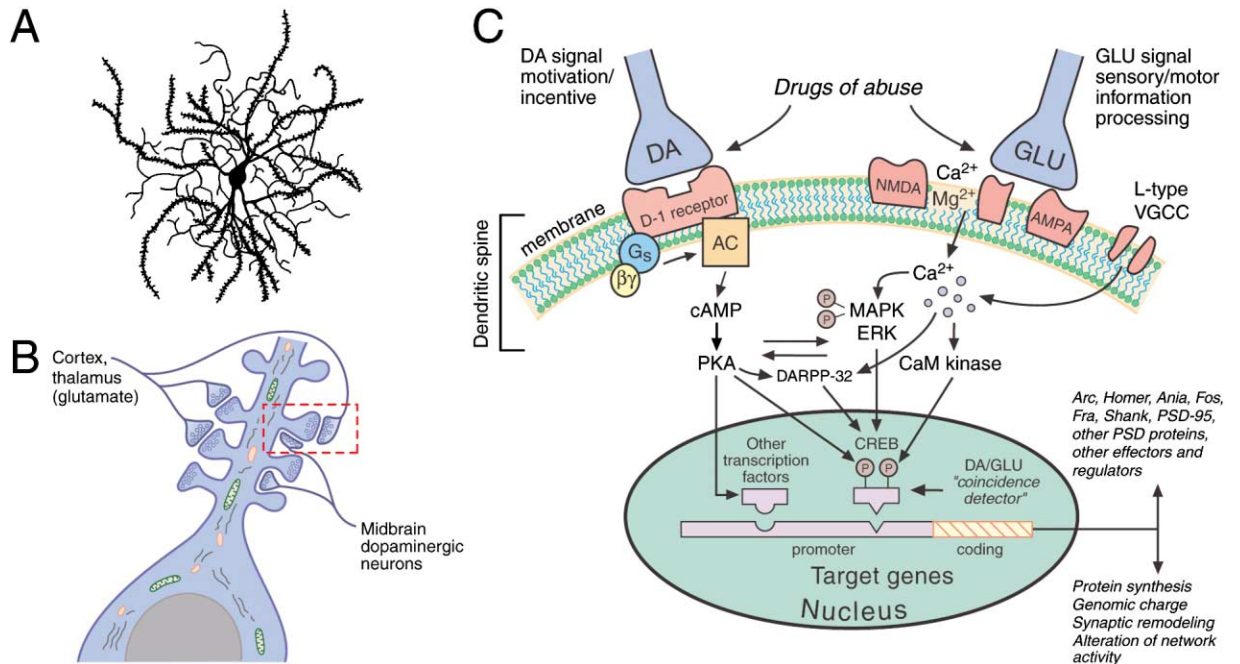 A
B
Cortex,
thalamus
(glutamate)
Midbrain
dopaminergic
neurons
C
DA signal
motivation/
incentive
Drugs of abuse
GLU signal
sensory/motor
information
processing
DA
GLU
D-1 receptor
NMDA
Ca2+
Mg2+
AMPA
L-type
VGCC
membrane
Dendritic spine
Gs
βγ
AC
Ca2+
cAMP
P
P
MAPK
ERK
PKA
DARPP-32
CaM kinase
Arc, Homer, Ania, Fos,
Fra, Shank, PSD-95,
other PSD proteins,
other effectors and
regulators
Other
transcription
factors
CREB
P
P
DA/GLU
"coincidence
detector"
promoter
coding
Target genes
Nucleus
Protein synthesis
Genomic charge
Synaptic remodeling
Alteration of network
activity